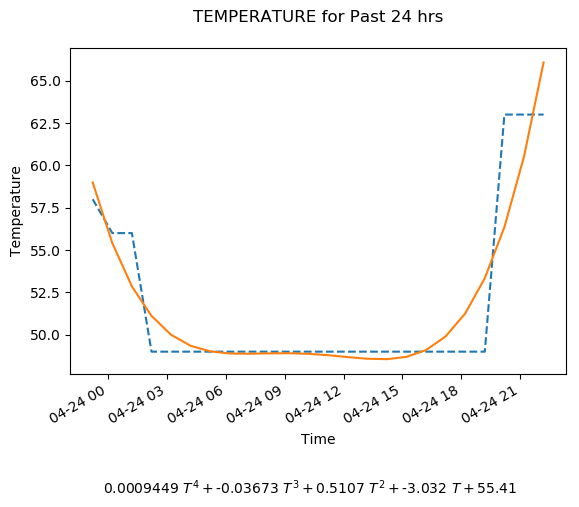 TEMPERATURE for Past 24 hrs
65.0
62.5
60.0
57.5
55.0
52.5
50.0
Temperature
04-24 00 04-24 03 04-24 06 04-24 09 04-24 12 04-24 15 04-24 18 04-24 21
Time
0.0009449 T⁴ + -0.03673 T³ + 0.5107 T² + -3.032 T + 55.41